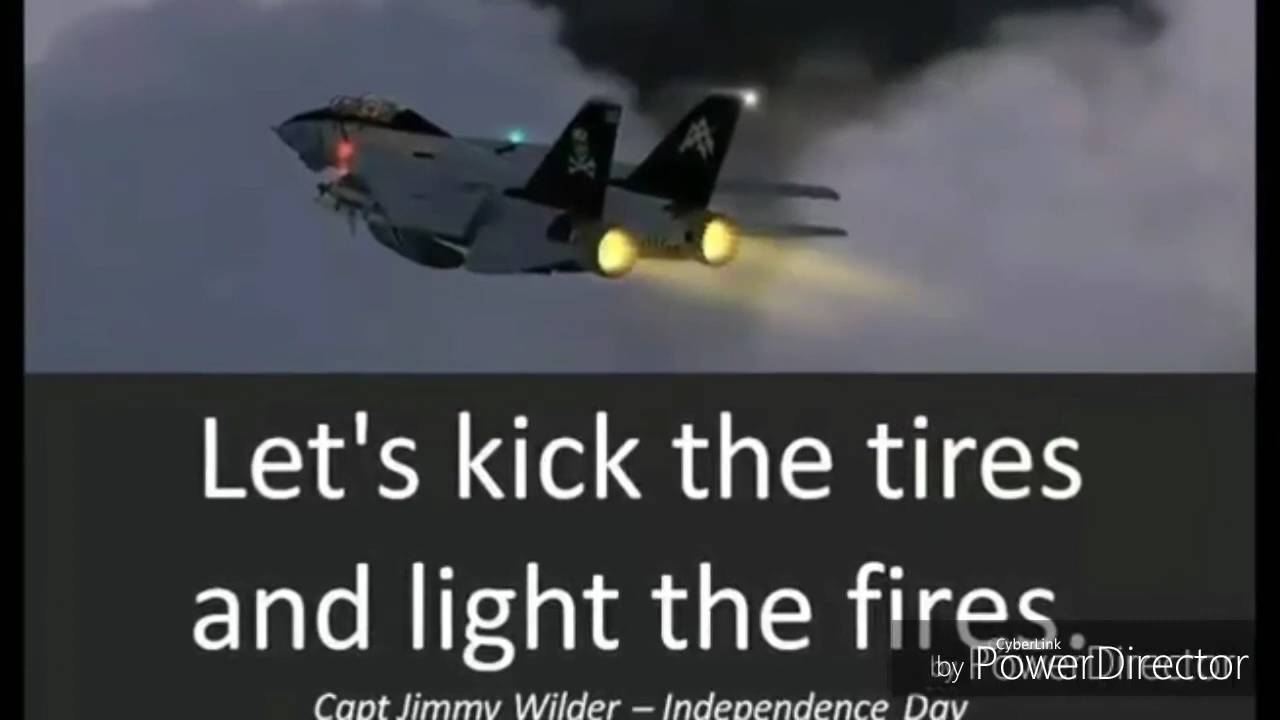 Let's kick the tires
and light the fires.
Capt Jimmy Wilder – Independence Day
CyberLink
by PowerDirector